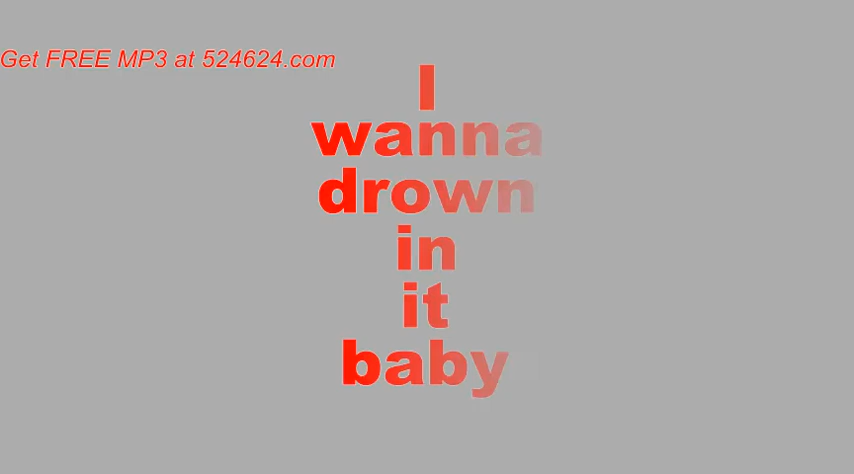 Get FREE MP3 at 524624.com
I
wanna
drown
in
it
baby